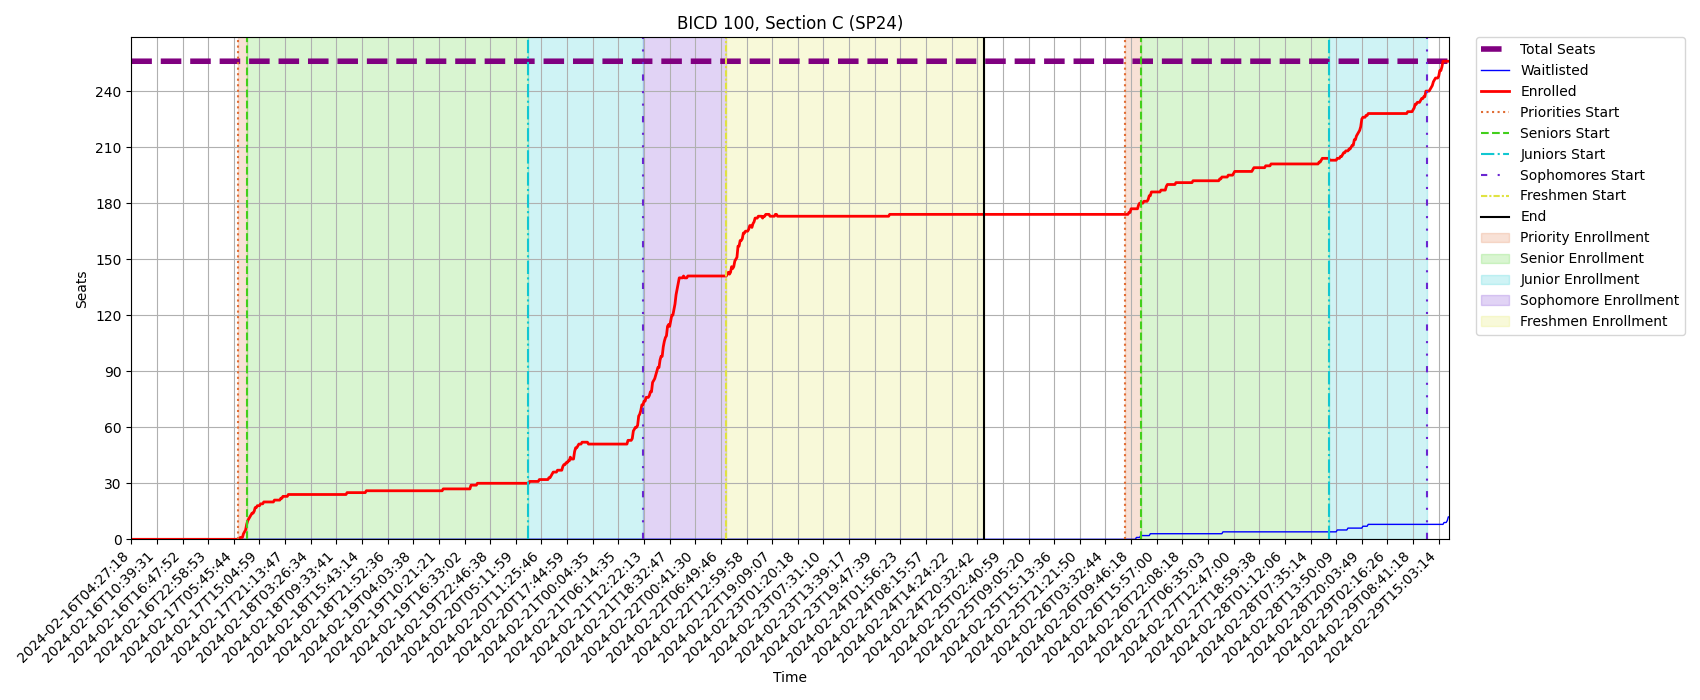 BICD 100, Section C (SP24)
Seats
240
210
180
150
120
90
60
30
0
2024-02-16T04:27:18
2024-02-16T10:39:31
2024-02-16T16:47:52
2024-02-16T22:58:53
2024-02-17T05:45:44
2024-02-17T15:04:59
2024-02-17T21:13:47
2024-02-18T03:26:34
2024-02-18T09:33:41
2024-02-18T15:43:14
2024-02-18T21:52:36
2024-02-19T04:03:38
2024-02-19T10:21:21
2024-02-19T16:33:02
2024-02-19T22:46:38
2024-02-20T05:11:59
2024-02-20T11:25:46
2024-02-20T17:44:59
2024-02-21T00:04:35
2024-02-21T06:14:35
2024-02-21T12:22:13
2024-02-21T18:32:47
2024-02-22T00:41:30
2024-02-22T06:49:46
2024-02-22T12:59:58
2024-02-22T19:09:07
2024-02-23T01:20:18
2024-02-23T07:31:10
2024-02-23T13:39:17
2024-02-23T19:47:39
2024-02-24T01:56:23
2024-02-24T08:15:57
2024-02-24T14:24:22
2024-02-24T20:32:42
2024-02-25T02:40:59
2024-02-25T09:05:20
2024-02-25T15:13:36
2024-02-25T21:21:50
2024-02-26T03:32:44
2024-02-26T09:46:18
2024-02-26T15:57:00
2024-02-26T22:08:18
2024-02-27T06:35:03
2024-02-27T12:47:00
2024-02-27T18:59:38
2024-02-28T01:12:06
2024-02-28T07:35:14
2024-02-28T13:50:09
2024-02-28T20:03:49
2024-02-29T02:16:26
2024-02-29T08:41:18
2024-02-29T15:03:14
Time
Total Seats
Waitlisted
Enrolled
Priorities Start
Seniors Start
Juniors Start
Sophomores Start
Freshmen Start
End
Priority Enrollment
Senior Enrollment
Junior Enrollment
Sophomore Enrollment
Freshmen Enrollment